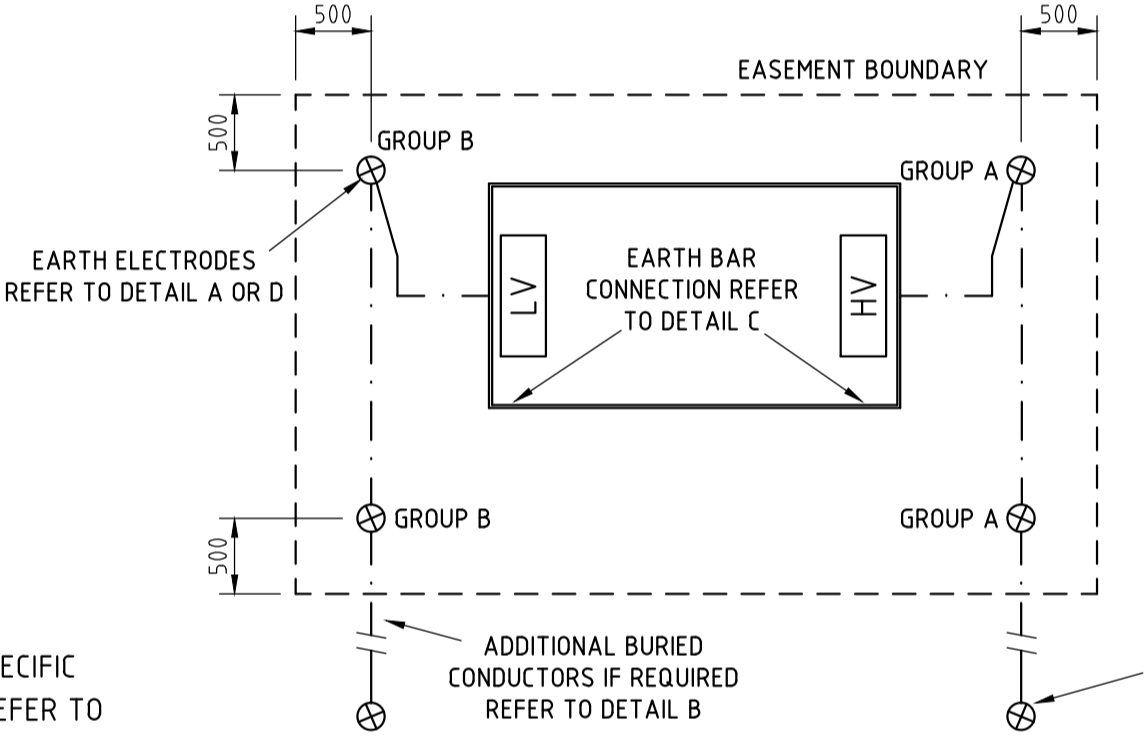 500
500
EASEMENT BOUNDARY
500
GROUP B
GROUP A
EARTH ELECTRODES
REFER TO DETAIL A OR D
LV
EARTH BAR
CONNECTION REFER
TO DETAIL C
HV
GROUP B
GROUP A
500
ADDITIONAL BURIED
CONDUCTORS IF REQUIRED
REFER TO DETAIL B
ECIFIC
EFER TO